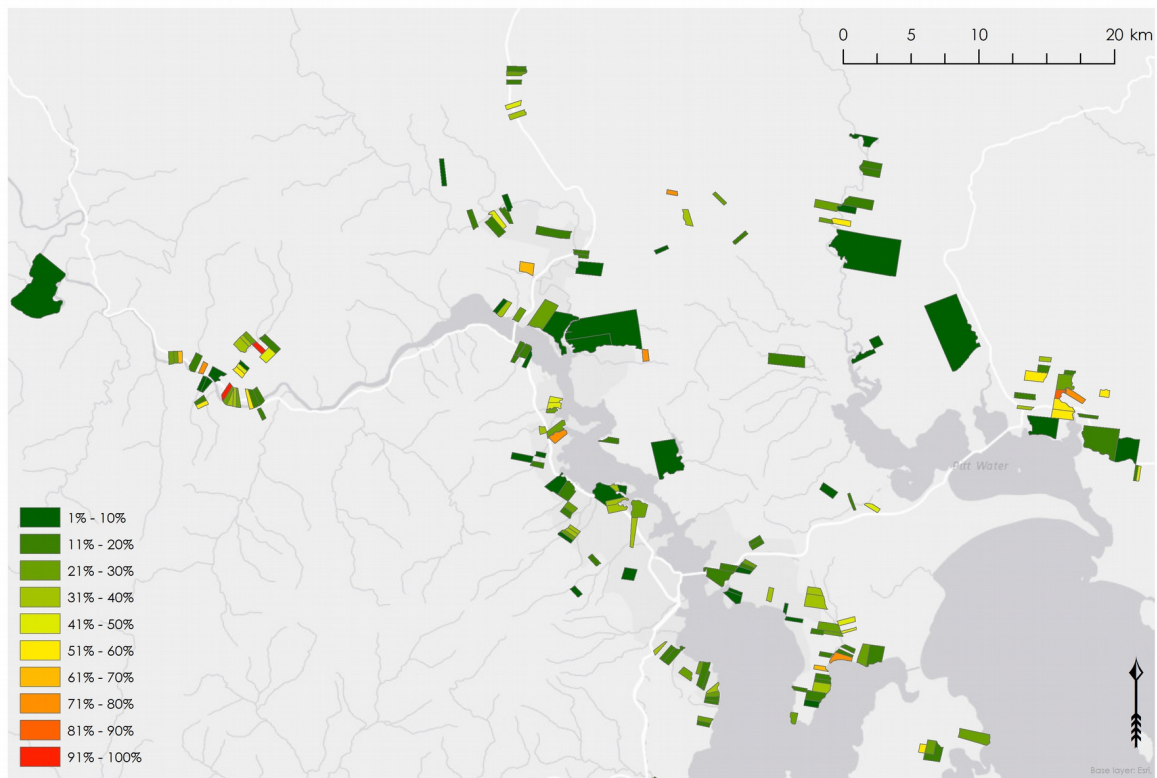 0 5 10 20 km
Pitt Water
1% - 10%
11% - 20%
21% - 30%
31% - 40%
41% - 50%
51% - 60%
61% - 70%
71% - 80%
81% - 90%
91% - 100%
Base layer: Esri,